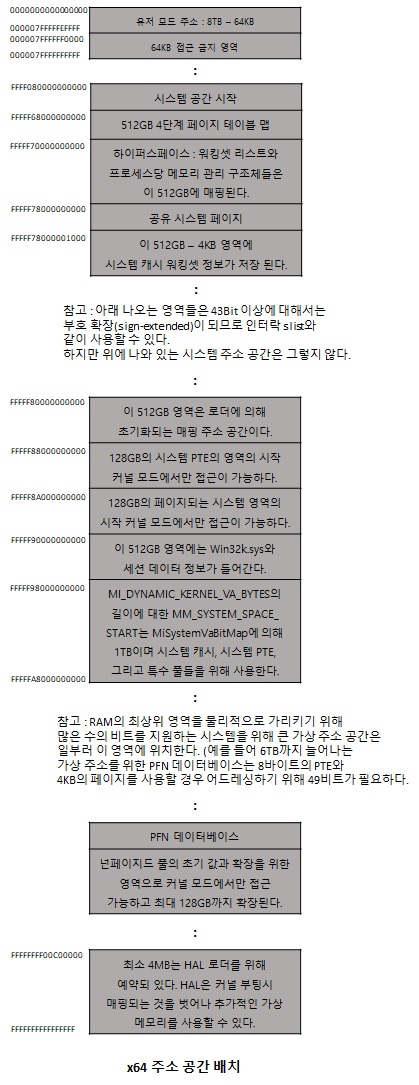 0000000000000000
유저 모드 주소 : 8TB – 64KB
000007FFFFFEFFFF
000007FFFFFF0000
64KB 접근 금지 영역
000007FFFFFFFFFF
:
FFFF080000000000
시스템 공간 시작
FFFFF68000000000
512GB 4단계 페이지 테이블 맵
FFFFF70000000000
하이퍼스페이스 : 워킹셋 리스트와
프로세스당 메모리 관리 구조체들은
이 512GB에 매핑된다.
FFFFF78000000000
공유 시스템 페이지
FFFFF78000001000
이 512GB – 4KB 영역에
시스템 캐시 워킹셋 정보가 저장 된다.
:
참고 : 아래 나오는 영역들은 43Bit 이상에 대해서는
부호 확장(sign-extended)이 되므로 인터락 slist와
같이 사용할 수 있다.
하지만 위에 나와 있는 시스템 주소 공간은 그렇지 않다.
:
FFFFF80000000000
이 512GB 영역은 로더에 의해
초기화되는 매핑 주소 공간이다.
FFFFF88000000000
128GB의 시스템 PTE의 영역의 시작
커널 모드에서만 접근이 가능하다.
FFFFF8A000000000
128GB의 페이지되는 시스템 영역의
시작 커널 모드에서만 접근이 가능하다.
FFFFF90000000000
이 512GB 영역에는 Win32k.sys와
세션 데이터 정보가 들어간다.
FFFFF98000000000
MI_DYNAMIC_KERNEL_VA_BYTES의
길이에 대한 MM_SYSTEM_SPACE_
START는 MiSystemVaBitMap에 의해
1TB이며 시스템 캐시, 시스템 PTE,
그리고 특수 풀들을 위해 사용한다.
FFFFFA8000000000
:
참고 : RAM의 최상위 영역을 물리적으로 가리키기 위해
많은 수의 비트를 지원하는 시스템을 위해 큰 가상 주소 공간은
일부러 이 영역에 위치한다. (예를 들어 6TB까지 늘어나는
가상 주소를 위한 PFN 데이터베이스는 8바이트의 PTE와
4KB의 페이지를 사용할 경우 어드레싱하기 위해 49비트가 필요하다.
:
PFN 데이터베이스
넌페이지드 풀의 초기 값과 확장을 위한
영역으로 커널 모드에서만 접근
가능하고 최대 128GB까지 확장된다.
:
FFFFFFFF00C00000
최소 4MB는 HAL 로더를 위해
예약되 있다. HAL은 커널 부팅시
매핑되는 것을 벗어나 추가적인 가상
메모리를 사용할 수 있다.
FFFFFFFFFFFFFFFF
x64 주소 공간 배치